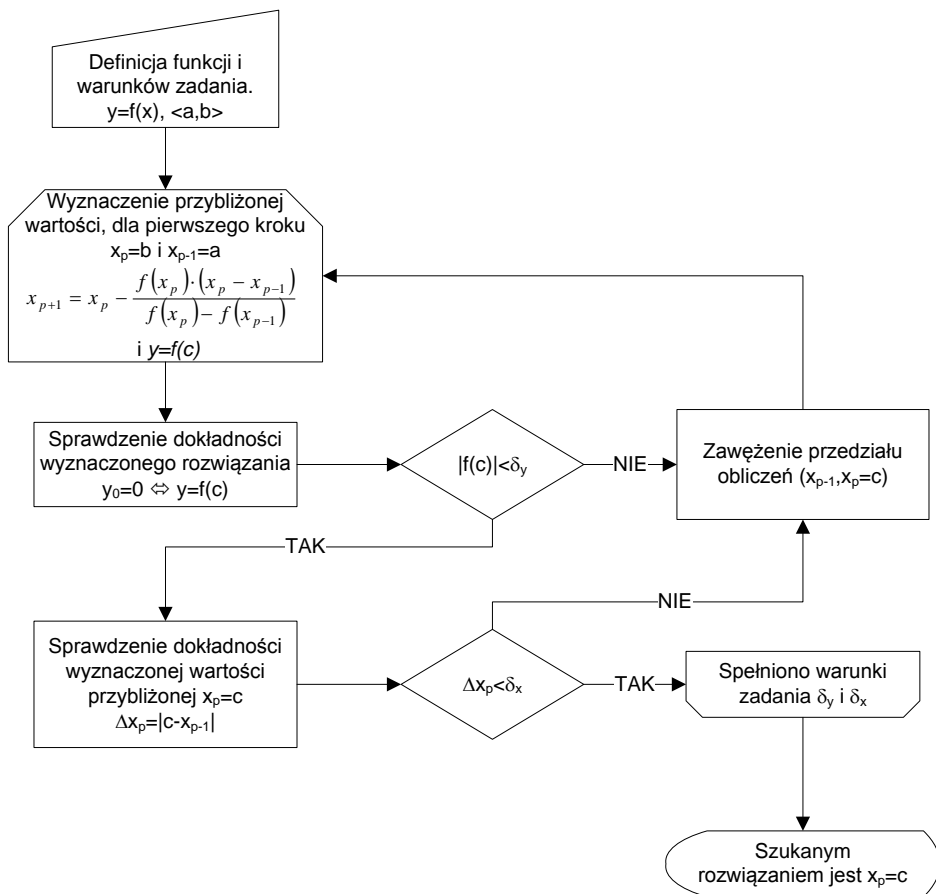 Definicja funkcji i
warunków zadania.
y=f(x), <a,b>
Wyznaczenie przybliżonej
wartości, dla pierwszego kroku
xₚ=b i xₚ₋₁=a
xₚ₊₁ = xₚ − f(xₚ)·(xₚ − xₚ₋₁) / f(xₚ) − f(xₚ₋₁)
i y=f(c)
Sprawdzenie dokładności
wyznaczonego rozwiązania
y₀=0 ⇔ y=f(c)
|f(c)|<δy
NIE
Zawężenie przedziału
obliczeń (xₚ₋₁,xₚ=c)
TAK
NIE
Sprawdzenie dokładności
wyznaczonej wartości
przybliżonej xₚ=c
Δxₚ=|c-xₚ₋₁|
Δxₚ<δₓ
TAK
Spełniono warunki
zadania δy i δₓ
Szukanym
rozwiązaniem jest xₚ=c